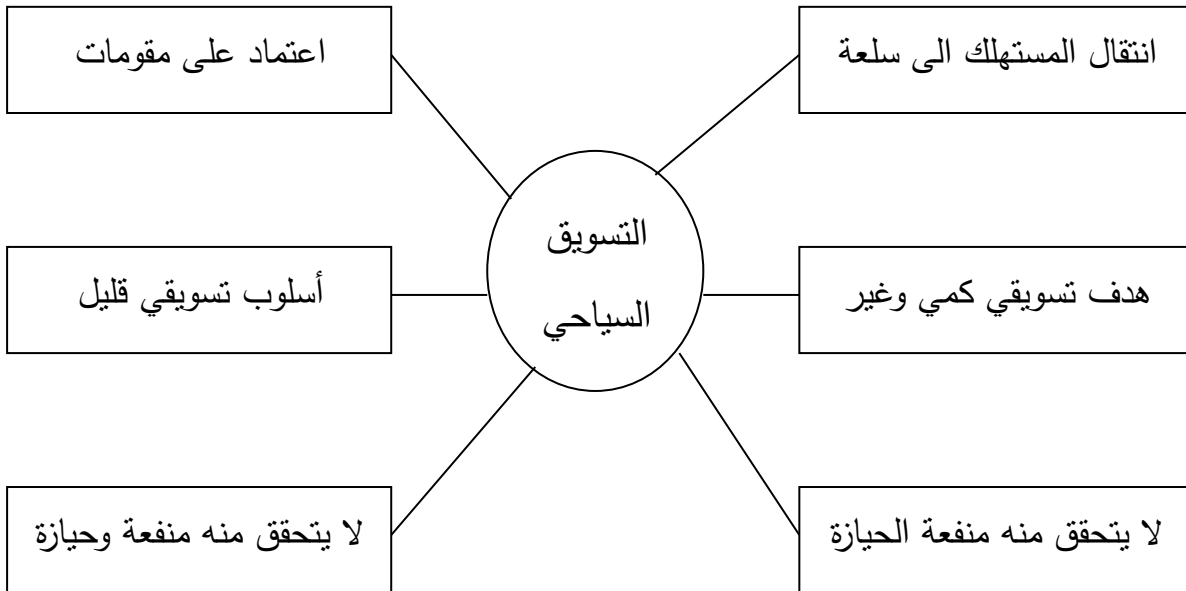 انتقال المستهلك الى سلعة
اعتماد على مقومات
التسويق
السياحي
هدف تسويقي كمي وغير
أسلوب تسويقي قليل
لا يتحقق منه منفعة الحيازة
لا يتحقق منه منفعة وحيازة